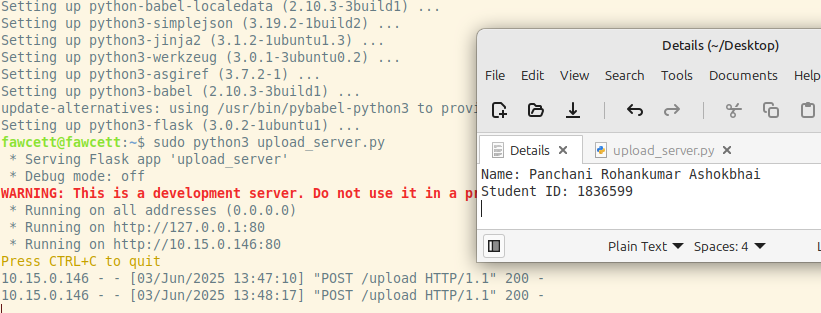 Setting up python-babel-localedata (2.10.3-3build1) ...
Setting up python3-simplejson (3.19.2-1build2) ...
Setting up python3-jinja2 (3.1.2-1ubuntu1.3) ...
Setting up python3-werkzeug (3.0.1-3ubuntu0.2) ...
Setting up python3-asgiref (3.7.2-1) ...
Setting up python3-babel (2.10.3-3build1) ...
update-alternatives: using /usr/bin/pybabel-python3 to provi
Setting up python3-flask (3.0.2-1ubuntu1) ...
fawcett@fawcett:~$ sudo python3 upload_server.py
* Serving Flask app 'upload_server'
* Debug mode: off
WARNING: This is a development server. Do not use it in a pr
* Running on all addresses (0.0.0.0)
* Running on http://127.0.0.1:80
* Running on http://10.15.0.146:80
Press CTRL+C to quit
10.15.0.146 - - [03/Jun/2025 13:47:10] "POST /upload HTTP/1.1" 200 -
10.15.0.146 - - [03/Jun/2025 13:48:17] "POST /upload HTTP/1.1" 200 -
Details (~/Desktop)
File Edit View Search Tools Documents Help
Details upload_server.py
Name: Panchani Rohankumar Ashokbhai
Student ID: 1836599
Plain Text Spaces: 4 L